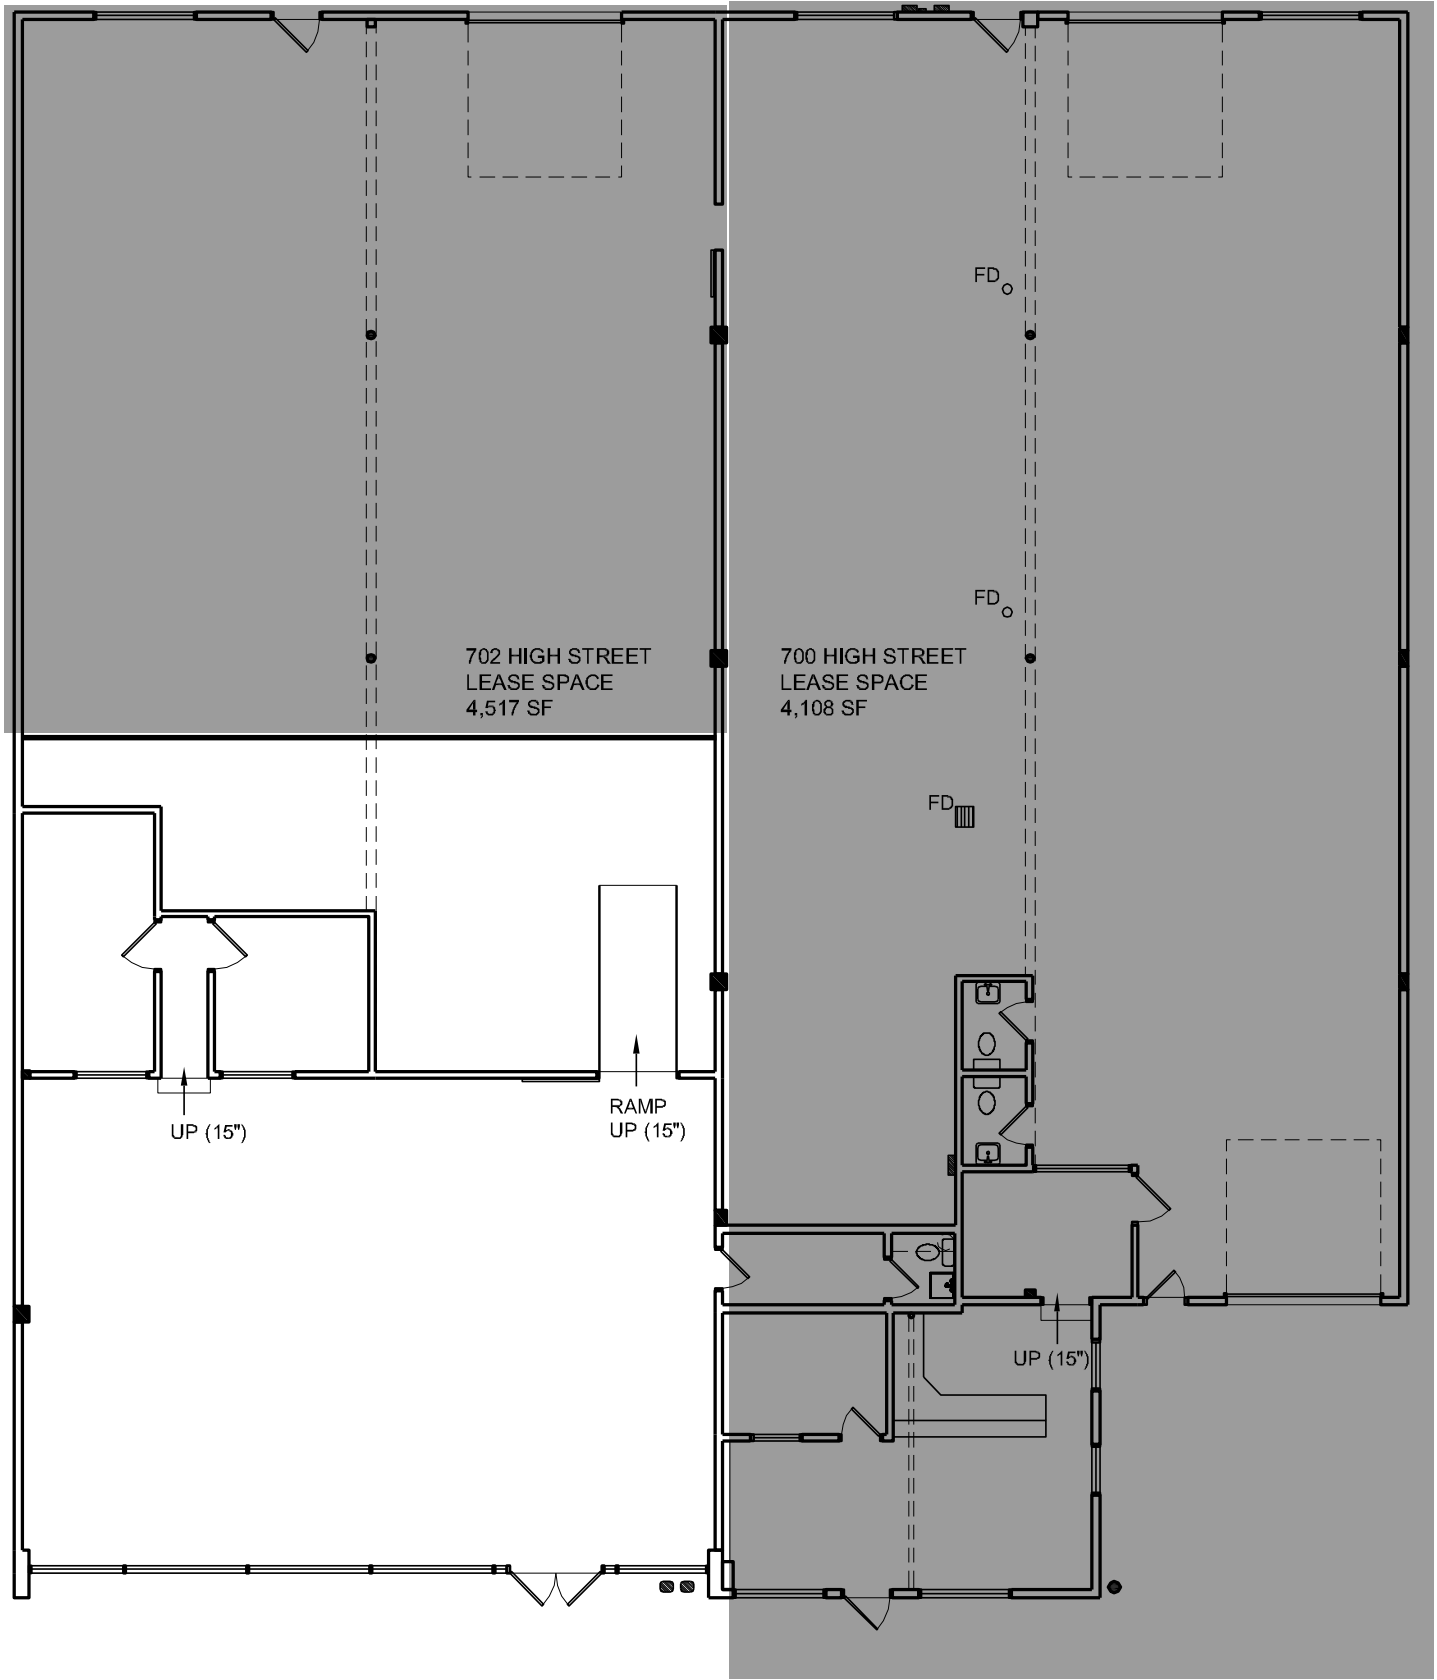 FD
FD
702 HIGH STREET
LEASE SPACE
4,517 SF
700 HIGH STREET
LEASE SPACE
4,108 SF
FD
UP (15")
RAMP
UP (15")
UP (15")